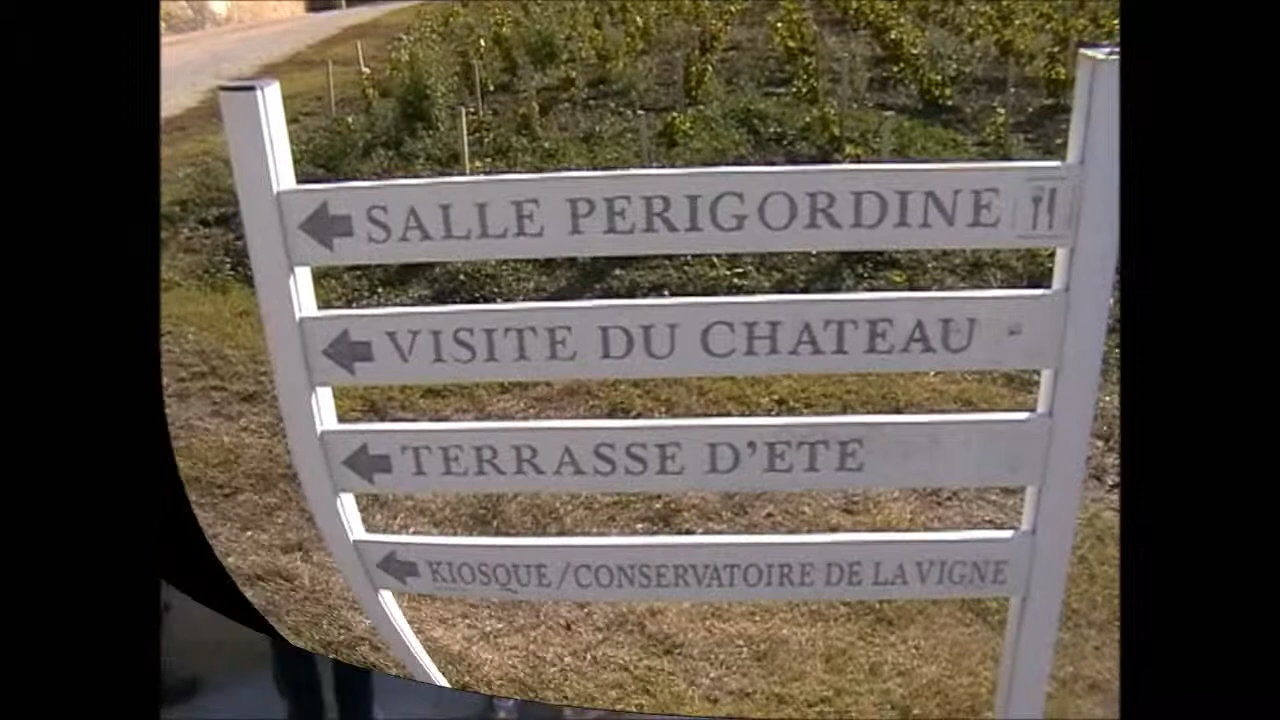 SALLE PERIGORDINE
VISITE DU CHATEAU
TERRASSE D'ETE
KIOSQUE/CONSERVATOIRE DE LA VIGNE